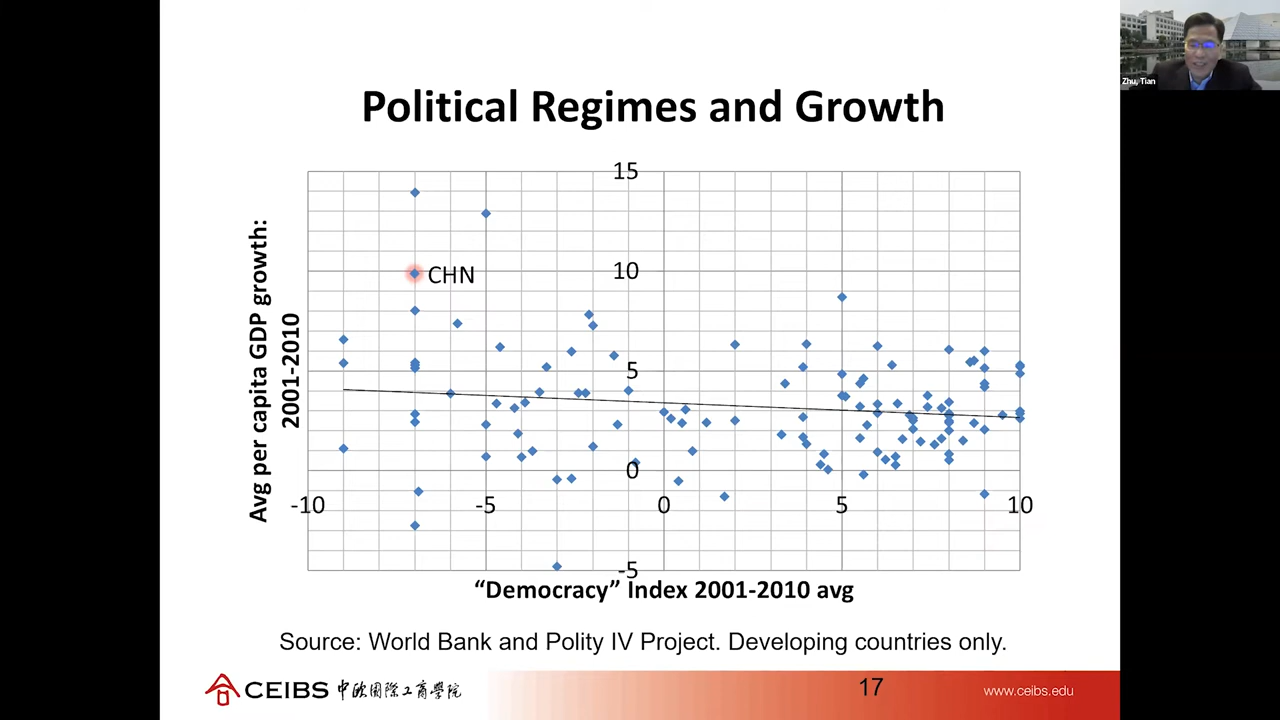 Zhu, Tian
Political Regimes and Growth
Avg per capita GDP growth:
2001-2010
15
10
5
0
-5
-10
-5
0
5
10
CHN
“Democracy” Index 2001-2010 avg
Source: World Bank and Polity IV Project. Developing countries only.
CEIBS 中欧国际工商學院
17
www.ceibs.edu